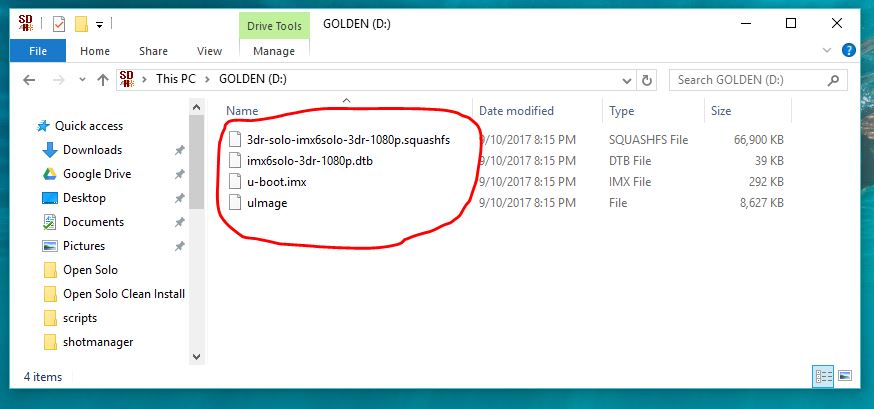 SD
Drive Tools
GOLDEN (D:)
File
Home
Share
View
Manage
SD
This PC
GOLDEN (D:)
Search GOLDEN (D:)
Name
Date modified
Type
Size
Quick access
Downloads
Google Drive
Desktop
Documents
Pictures
Open Solo
Open Solo Clean Install
scripts
shotmanager
3dr-solo-imx6solo-3dr-1080p.squashfs 9/10/2017 8:15 PM SQUASHFS File 66,900 KB
imx6solo-3dr-1080p.dtb 9/10/2017 8:15 PM DTB File 39 KB
u-boot.imx 9/10/2017 8:15 PM IMX File 292 KB
uImage 9/10/2017 8:15 PM File 8,627 KB
4 items